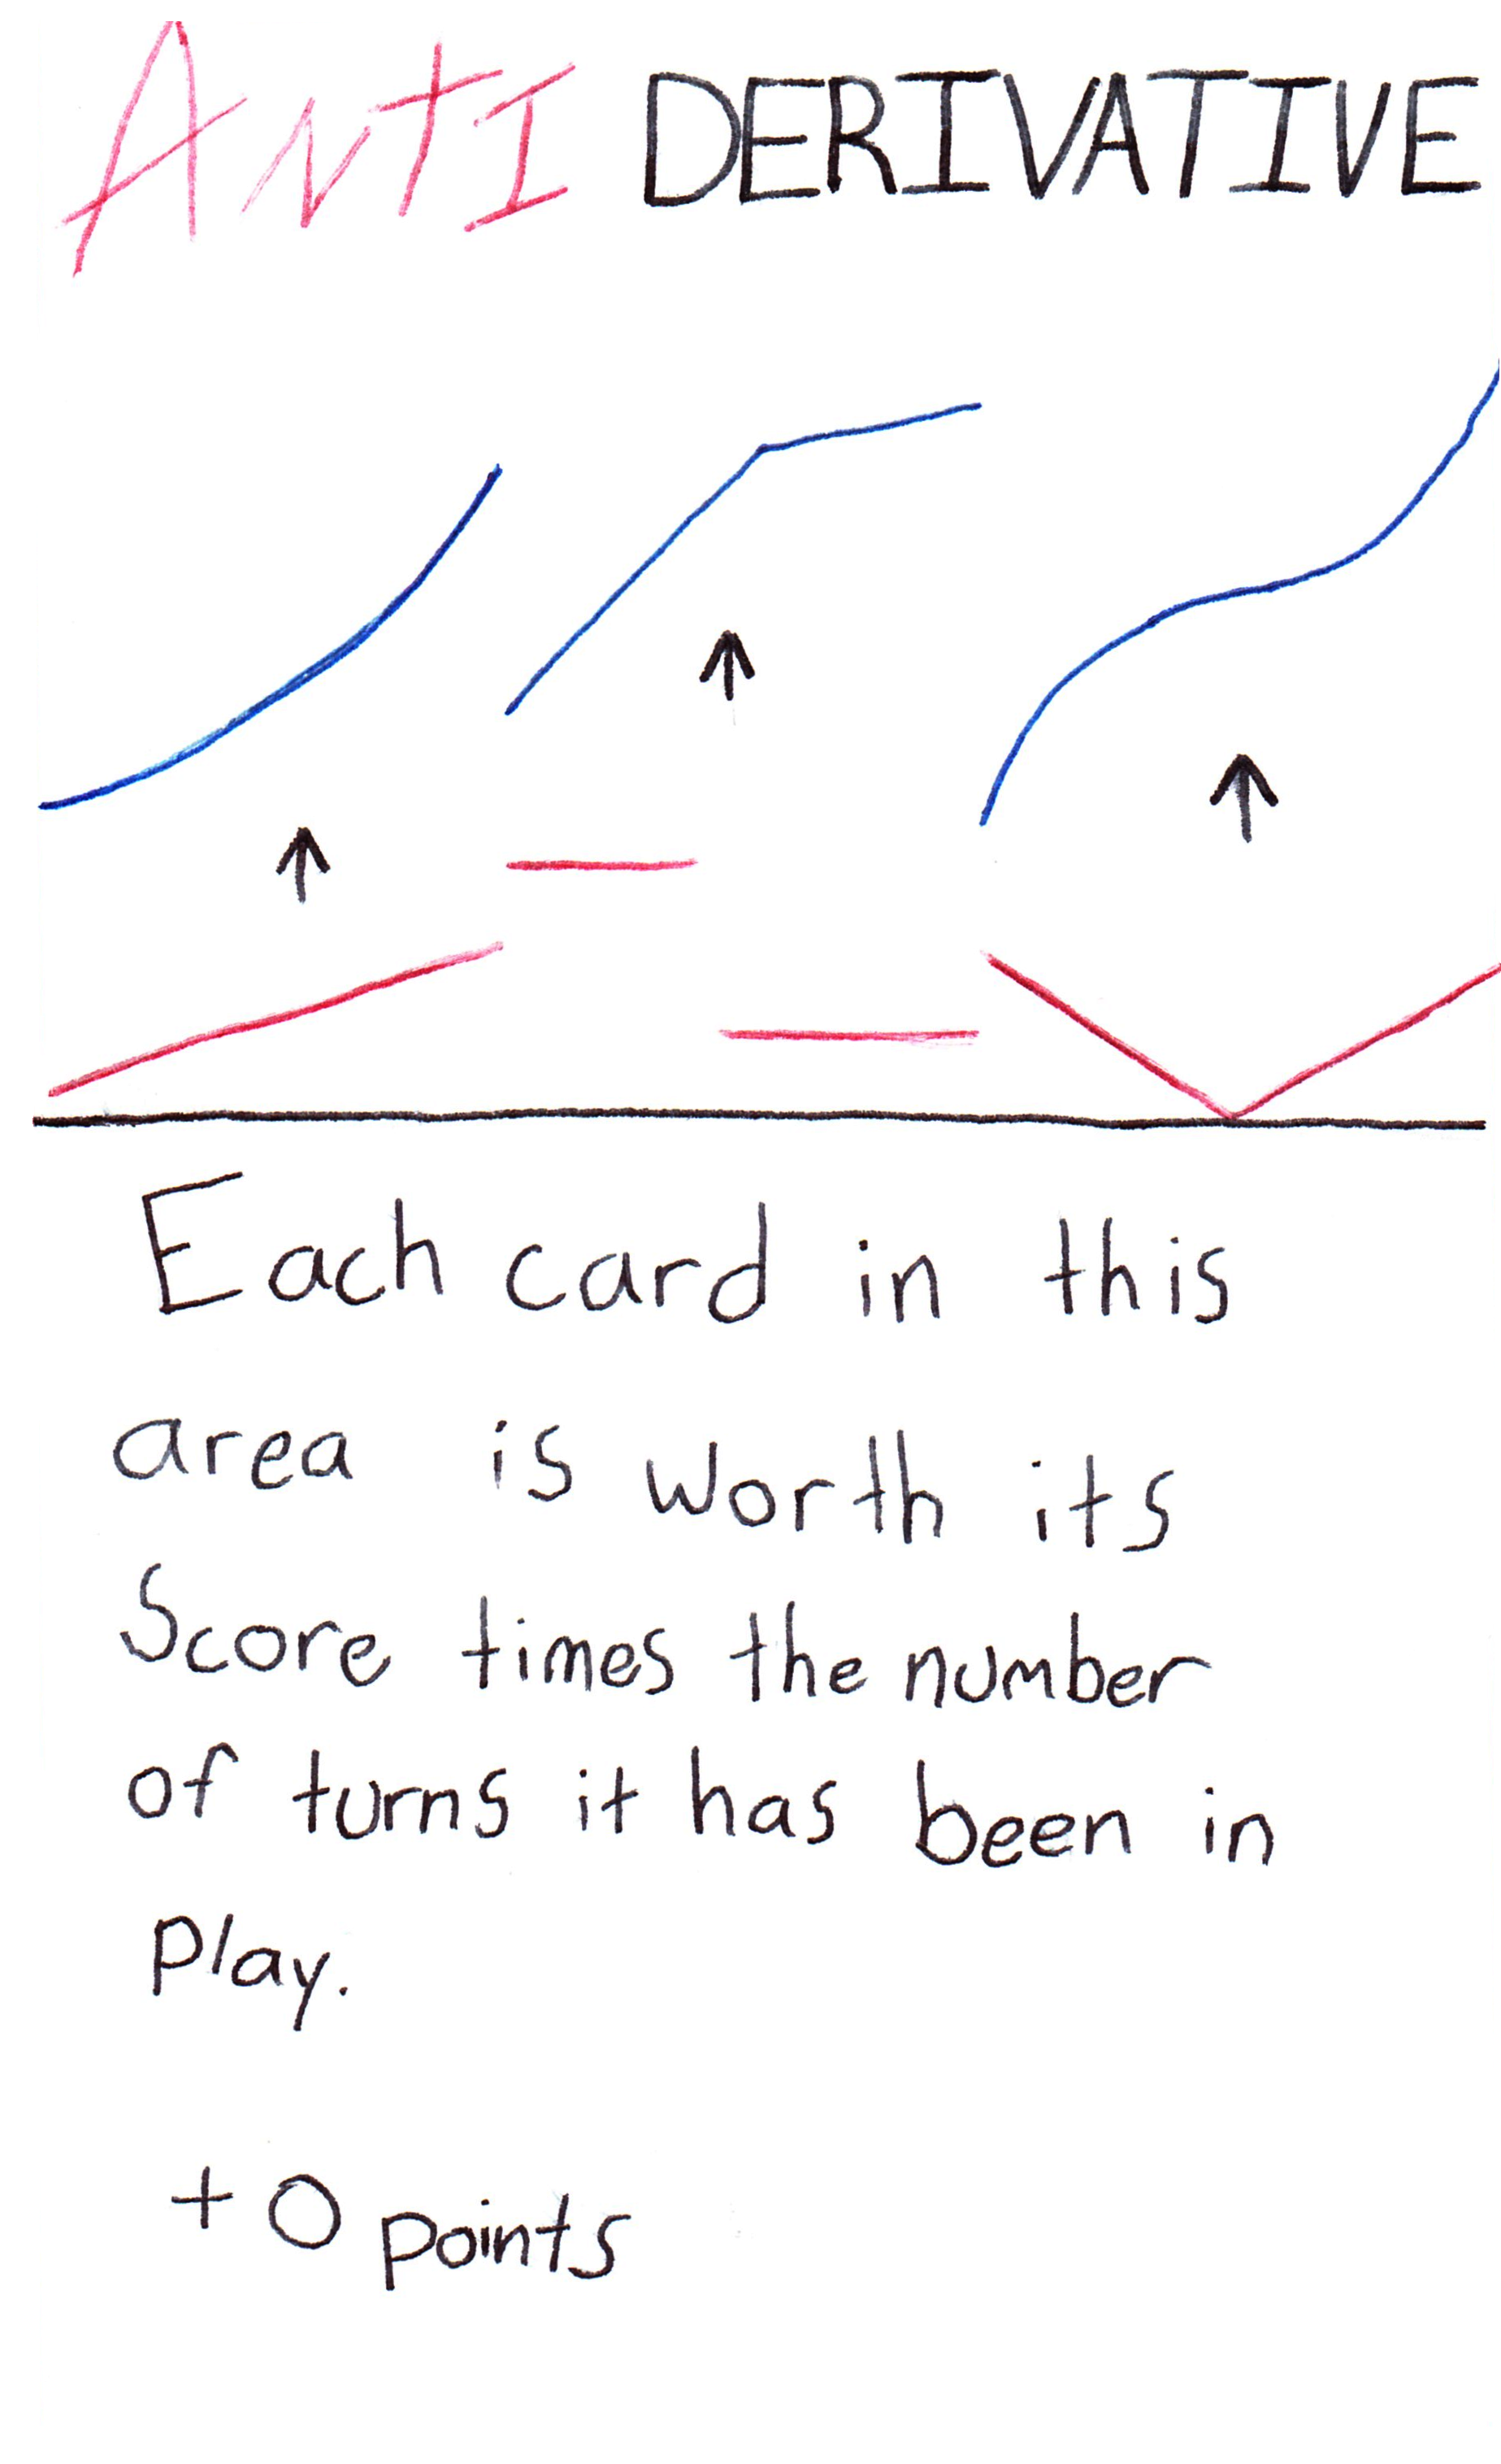 AntI DERIVATIVE
Each card in this
area is worth its
Score times the number
of turns it has been in
play.
+0 points